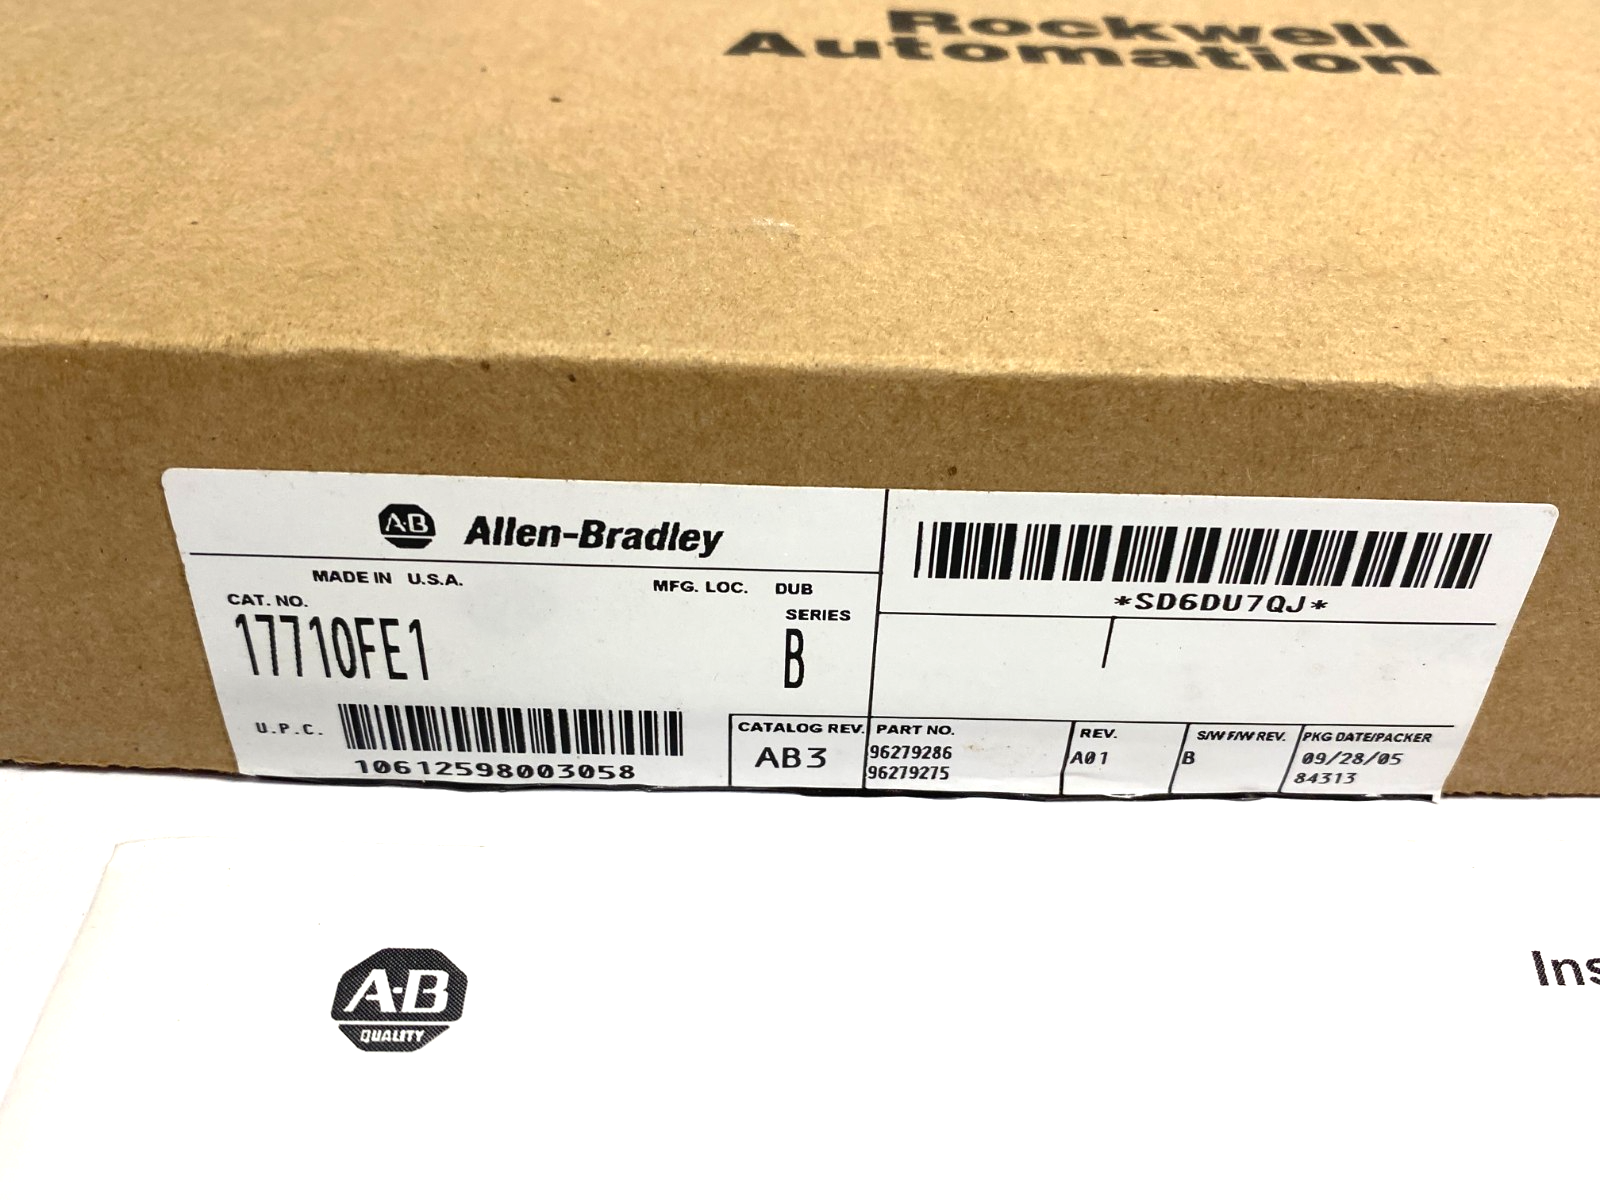 Rockwell
Automation
A-B Allen-Bradley
MADE IN U.S.A. MFG. LOC. DUB
CAT. NO. SERIES
1771OFE1 B
U.P.C.
10612598003058
CATALOG REV.
AB3
*SD6DU7QJ*
PART NO. REV. S/W F/W REV. PKG DATE/PACKER
96279286 A01 B 09/28/05
96279275 84313
A-B
QUALITY
Ins